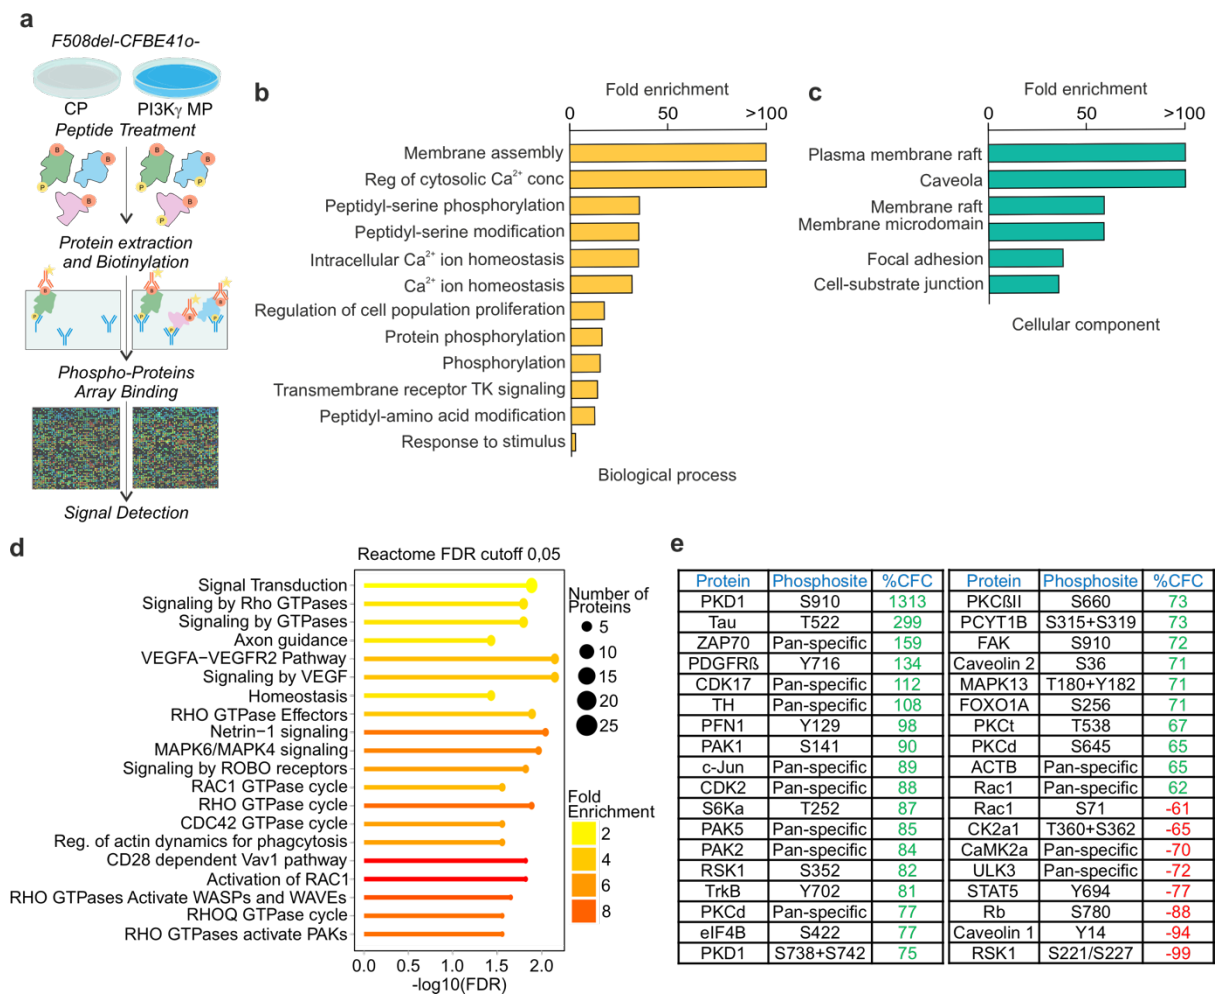 a
F508del-CFBE41o-
CP
PI3Kγ MP
Peptide Treatment
B
B
B
B
P
P
B
B
P
Protein extraction
and Biotinylation
Phospho-Proteins
Array Binding
Signal Detection
b
Fold enrichment
0
50
>100
Membrane assembly
Reg of cytosolic Ca²⁺ conc
Peptidyl-serine phosphorylation
Peptidyl-serine modification
Intracellular Ca²⁺ ion homeostasis
Ca²⁺ ion homeostasis
Regulation of cell population proliferation
Protein phosphorylation
Phosphorylation
Transmembrane receptor TK signaling
Peptidyl-amino acid modification
Response to stimulus
Biological process
c
Fold enrichment
0
50
>100
Plasma membrane raft
Caveola
Membrane raft
Membrane microdomain
Focal adhesion
Cell-substrate junction
Cellular component
d
Reactome FDR cutoff 0,05
Signal Transduction
Signaling by Rho GTPases
Signaling by GTPases
Axon guidance
VEGFA−VEGFR2 Pathway
Signaling by VEGF
Homeostasis
RHO GTPase Effectors
Netrin-1 signaling
MAPK6/MAPK4 signaling
Signaling by ROBO receptors
RAC1 GTPase cycle
RHO GTPase cycle
CDC42 GTPase cycle
Reg. of actin dynamics for phagcytosis
CD28 dependent Vav1 pathway
Activation of RAC1
RHO GTPases Activate WASPs and WAVEs
RHOQ GTPase cycle
RHO GTPases activate PAKs
0.0 0.5 1.0 1.5 2.0
-log10(FDR)
Number of
Proteins
5
10
15
20
25
Fold
Enrichment
2
4
6
8
e
Protein Phosphosite %CFC Protein Phosphosite %CFC
PKD1 S910 1313 PKCßII S660 73
Tau T522 299 PCYT1B S315+S319 73
ZAP70 Pan-specific 159 FAK S910 72
PDGFRß Y716 134 Caveolin 2 S36 71
CDK17 Pan-specific 112 MAPK13 T180+Y182 71
TH Pan-specific 108 FOXO1A S256 71
PFN1 Y129 98 PKCt T538 67
PAK1 S141 90 PKCd S645 65
c-Jun Pan-specific 89 ACTB Pan-specific 65
CDK2 Pan-specific 88 Rac1 Pan-specific 62
S6Ka T252 87 Rac1 S71 -61
PAK5 Pan-specific 85 CK2a1 T360+S362 -65
PAK2 Pan-specific 84 CaMK2a Pan-specific -70
RSK1 S352 82 ULK3 Pan-specific -72
TrkB Y702 81 STAT5 Y694 -77
PKCd Pan-specific 77 Rb S780 -88
eIF4B S422 77 Caveolin 1 Y14 -94
PKD1 S738+S742 75 RSK1 S221/S227 -99